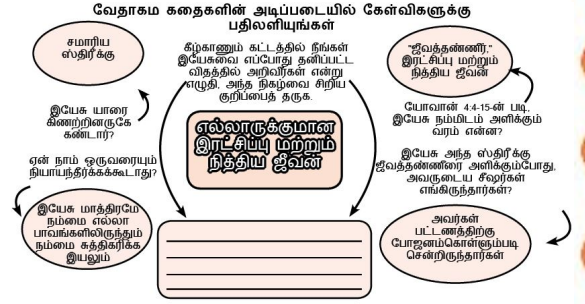 வேதாகம கதைகளின் அடிப்படையில் கேள்விகளுக்கு
பதிலளியுங்கள்
சமாரிய
ஸ்திரீக்கு
இயேசு யாரை
கிணற்றினருகே
கண்டார்?
ஏன் நாம் ஒருவரையும்
நியாயந்தீர்க்கக்கூடாது?
இயேசு மாத்திரமே
நம்மை எல்லா
பாவங்களிலிருந்தும்
நம்மை சுத்திகரிக்க
இயலும்
கீழ்காணும் கட்டத்தில் நீங்கள்
இயேசுவை எப்போது தனிப்பட்ட
விதத்தில் அறிவீர்கள் என்று
எழுதி, அந்த நிகழ்வை சிறிய
குறிப்பைத் தருக.
எல்லாருக்குமான
இரட்சிப்பு மற்றும்
நித்திய ஜீவன்
"ஜீவத்தண்ணீர்,"
இரட்சிப்பு மற்றும்
நித்திய ஜீவன்
யோவான் 4:4-15-ன் படி,
இயேசு நம்மிடம் அளிக்கும்
வரம் என்ன?
இயேசு அந்த ஸ்திரீக்கு
ஜீவத்தண்ணீரை அளிக்கும்போது,
அவருடைய சீஷர்கள்
எங்கிருந்தார்கள்?
அவர்கள்
பட்டணத்திற்கு
போஜனம்கொள்ளும்படி
சென்றிருந்தார்கள்